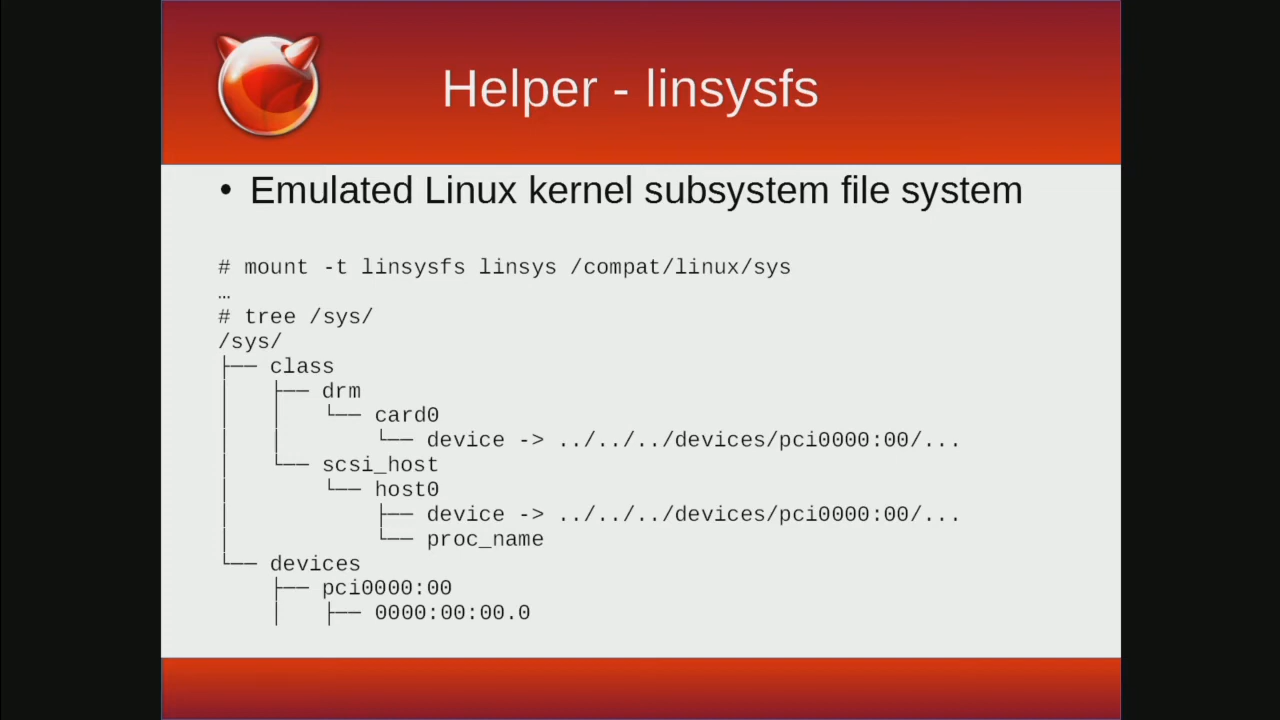 Helper - linsysfs
• Emulated Linux kernel subsystem file system
# mount -t linsysfs linsys /compat/linux/sys
…
# tree /sys/
/sys/
├── class
│   ├── drm
│   │   └── card0
│   │       └── device -> ../../../devices/pci0000:00/...
│   └── scsi_host
│       └── host0
│           ├── device -> ../../../devices/pci0000:00/...
│           └── proc_name
└── devices
    ├── pci0000:00
    │   ├── 0000:00:00.0